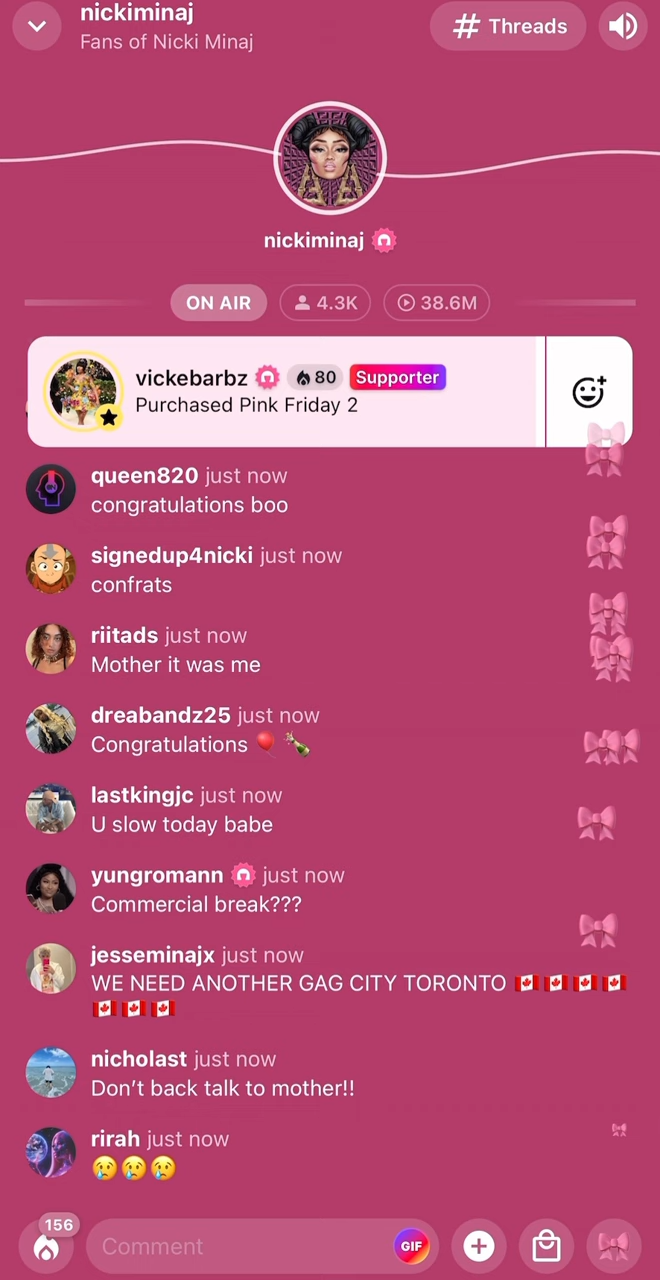 nickiminaj
Fans of Nicki Minaj
# Threads
nickiminaj
ON AIR
4.3K
38.6M
vickebarbz 80 Supporter
Purchased Pink Friday 2
queen820 just now
congratulations boo
signedup4nicki just now
confrats
riitads just now
Mother it was me
dreabandz25 just now
Congratulations 🎈 🍾
lastkingjc just now
U slow today babe
yungromann just now
Commercial break???
jesseminajx just now
WE NEED ANOTHER GAG CITY TORONTO 🇨🇦 🇨🇦 🇨🇦 🇨🇦
🇨🇦 🇨🇦 🇨🇦
nicholast just now
Don’t back talk to mother!!
rirah just now
😢😢😢
156
Comment
GIF